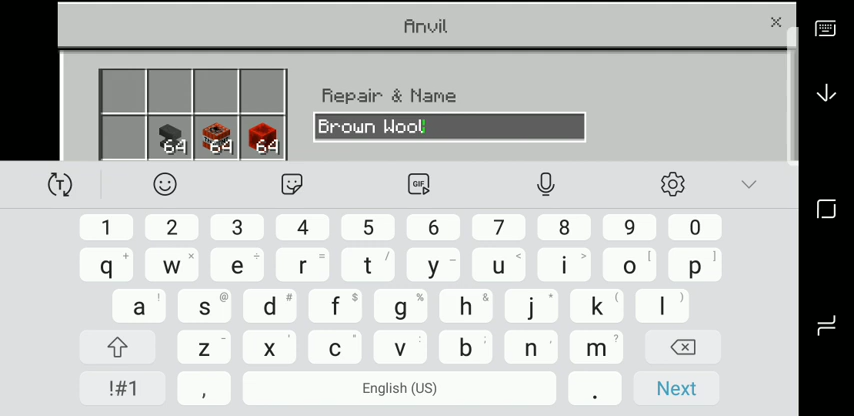 Anvil
Repair & Name
Brown Wool
64 64 64
T GIF
1 2 3 4 5 6 7 8 9 0
q + w × e ÷ r = t / y _ u < i > o [ p ]
a ! s @ d # f $ g % h & j * k ( l )
z - x ' c " v : b ; n , m ?
!#1 , English (US) . Next